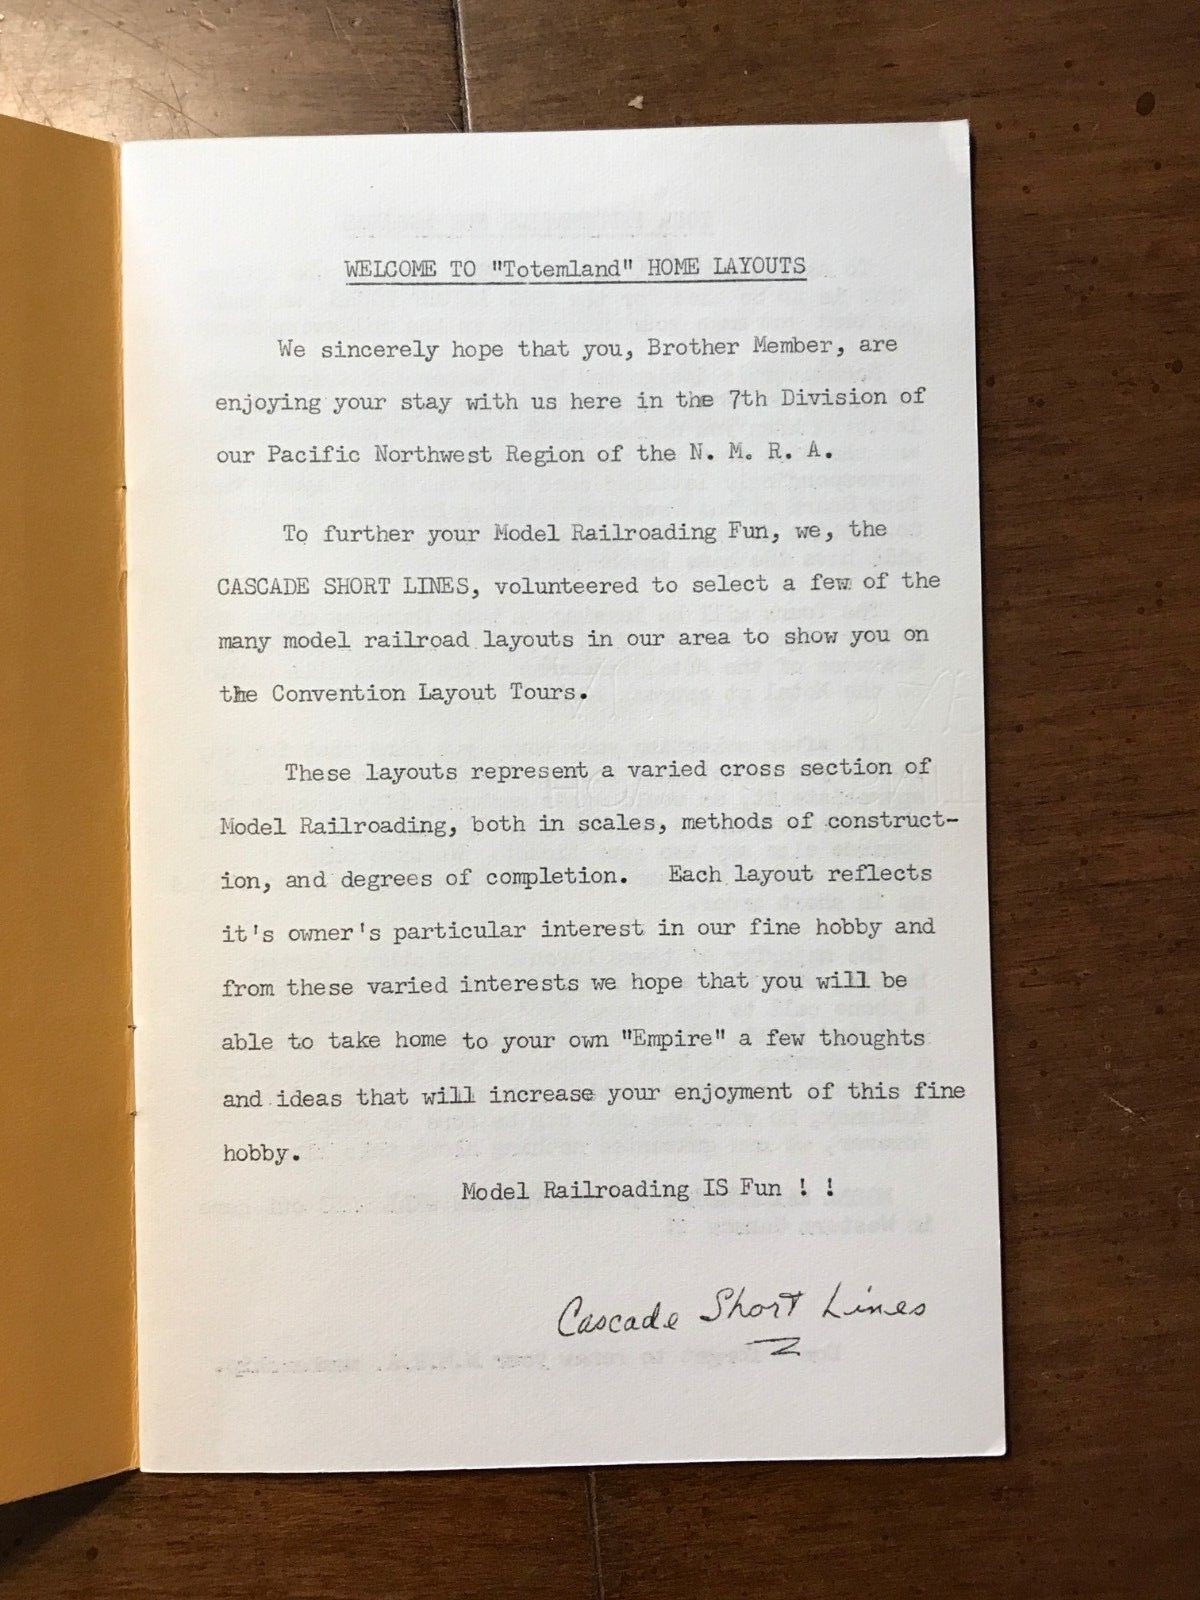 WELCOME TO "Totemland" HOME LAYOUTS
We sincerely hope that you, Brother Member, are
enjoying your stay with us here in the 7th Division of
our Pacific Northwest Region of the N. M. R. A.
To further your Model Railroading Fun, we, the
CASCADE SHORT LINES, volunteered to select a few of the
many model railroad layouts in our area to show you on
the Convention Layout Tours.
These layouts represent a varied cross section of
Model Railroading, both in scales, methods of construct-
ion, and degrees of completion. Each layout reflects
it's owner's particular interest in our fine hobby and
from these varied interests we hope that you will be
able to take home to your own "Empire" a few thoughts
and ideas that will increase your enjoyment of this fine
hobby.
Model Railroading IS Fun ! !
Cascade Short Lines